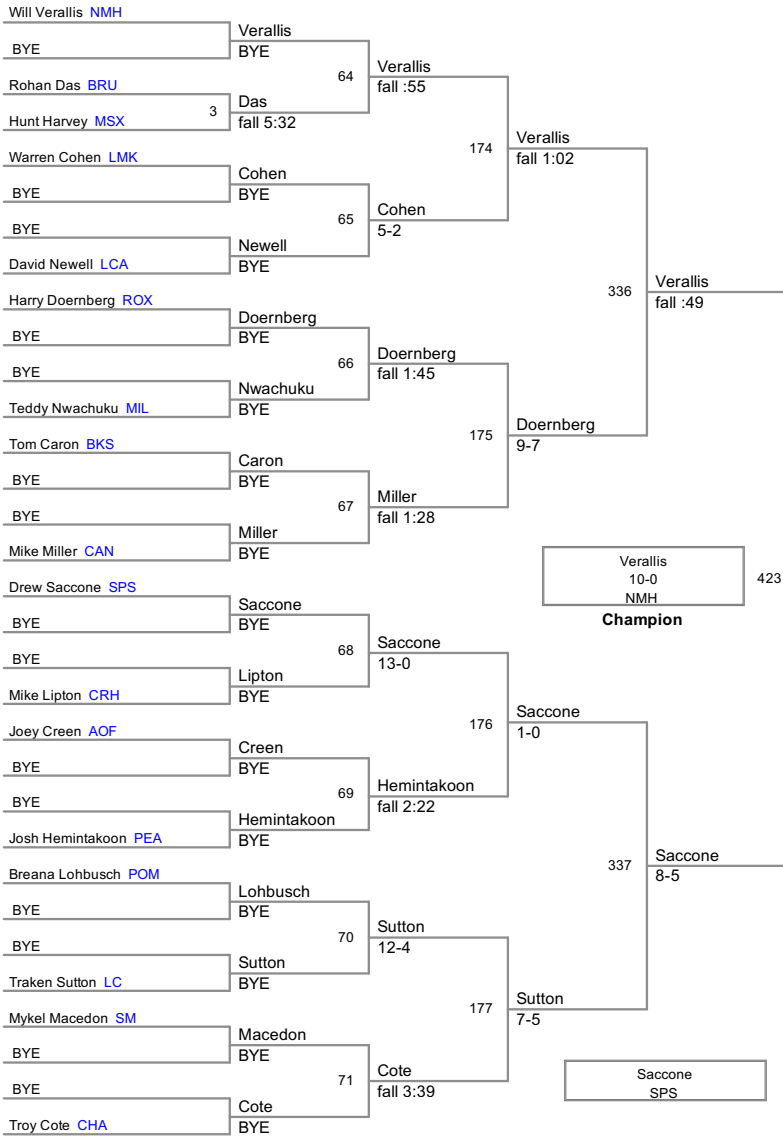 Will Verallis NMH
Verallis
BYE
BYE
64
Verallis
fall :55
Rohan Das BRU
3
Das
fall 5:32
Hunt Harvey MSX
174
Verallis
fall 1:02
Warren Cohen LMK
Cohen
BYE
BYE
65
Cohen
5-2
BYE
Newell
BYE
David Newell LCA
336
Verallis
fall :49
Harry Doernberg ROX
Doernberg
BYE
BYE
66
Doernberg
fall 1:45
BYE
Nwachuku
BYE
Teddy Nwachuku MIL
175
Doernberg
9-7
Tom Caron BKS
Caron
BYE
BYE
67
Miller
fall 1:28
BYE
Miller
BYE
Mike Miller CAN
Verallis
10-0
NMH
423
Champion
Drew Saccone SPS
Saccone
BYE
BYE
68
Saccone
13-0
BYE
Lipton
BYE
Mike Lipton CRH
176
Saccone
1-0
Joey Creen AOF
Creen
BYE
BYE
69
Hemintakoon
fall 2:22
BYE
Hemintakoon
BYE
Josh Hemintakoon PEA
337
Saccone
8-5
Breana Lohbusch POM
Lohbusch
BYE
BYE
70
Sutton
12-4
BYE
Sutton
BYE
Traken Sutton LC
177
Sutton
7-5
Mykel Macedon SM
Macedon
BYE
BYE
71
Cote
fall 3:39
BYE
Cote
BYE
Troy Cote CHA
Saccone
SPS